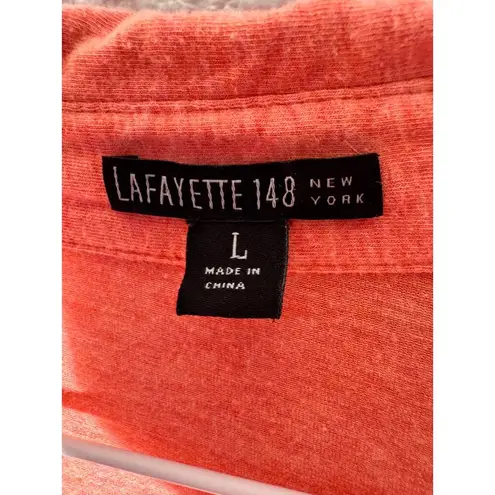 LAFAYETTE 148 NEW YORK
L
MADE IN
CHINA